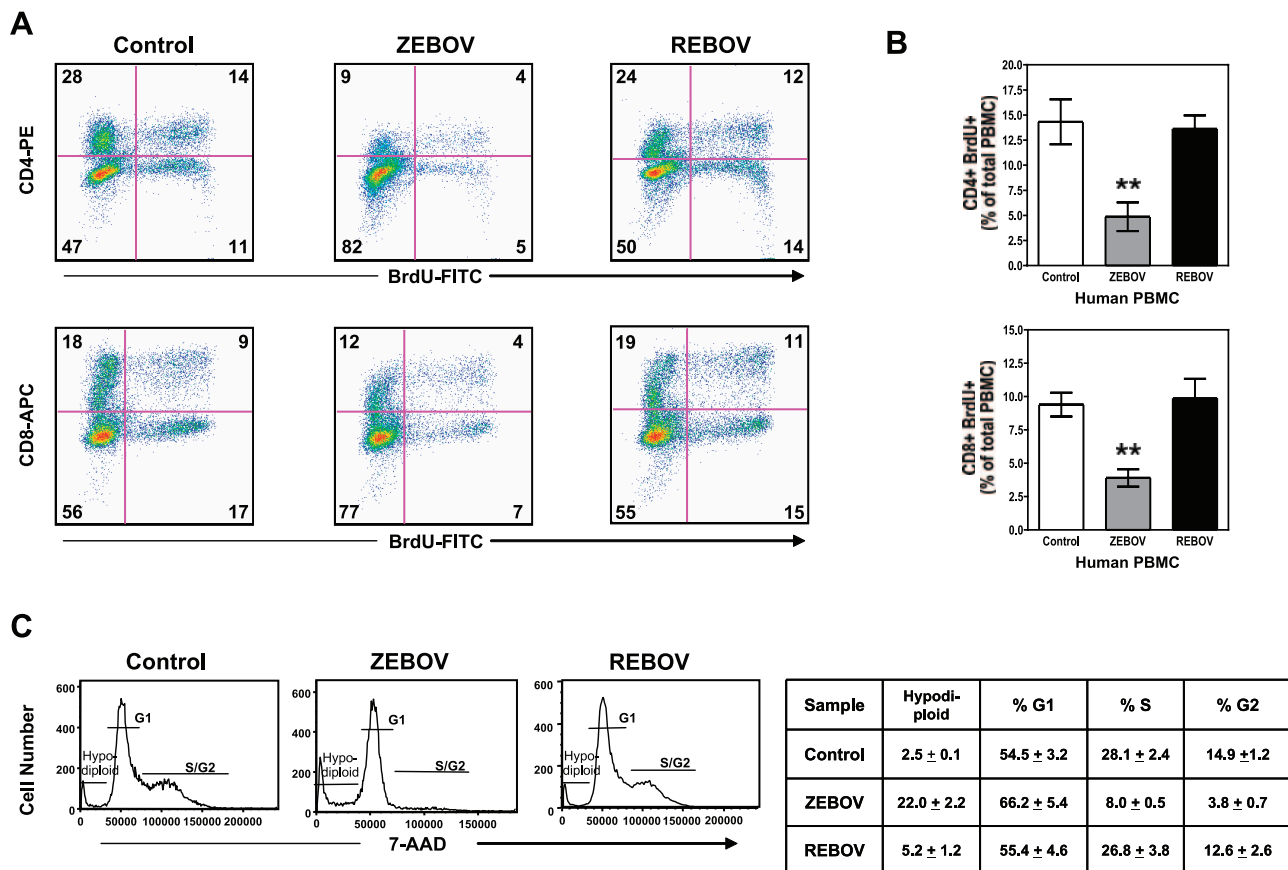 A
Control ZEBOV REBOV
CD4-PE
28 14
47 11
9 4
82 5
24 12
50 14
BrdU-FITC
CD8-APC
18 9
56 17
12 4
77 7
19 11
55 15
BrdU-FITC
B
CD4+ BrdU+
(% of total PBMC)
20.0
17.5
15.0
12.5
10.0
7.5
5.0
2.5
0.0
**
Control ZEBOV REBOV
Human PBMC
CD8+ BrdU+
(% of total PBMC)
15.0
12.5
10.0
7.5
5.0
2.5
0.0
**
Control ZEBOV REBOV
Human PBMC
C
Control ZEBOV REBOV
Cell Number
600
400
200
0
G1
Hypo
diploid
S/G2
0 50000 100000 150000 200000
600
400
200
0
G1
Hypo-
diploid
S/G2
0 50000 100000 150000
600
400
200
0
G1
Hypo-
diploid
S/G2
0 50000 100000 150000 200000
7-AAD
Sample Hypodi-
ploid % G1 % S % G2
Control 2.5 ± 0.1 54.5 ± 3.2 28.1 ± 2.4 14.9 ±1.2
ZEBOV 22.0 ± 2.2 66.2 ± 5.4 8.0 ± 0.5 3.8 ± 0.7
REBOV 5.2 ± 1.2 55.4 ± 4.6 26.8 ± 3.8 12.6 ± 2.6